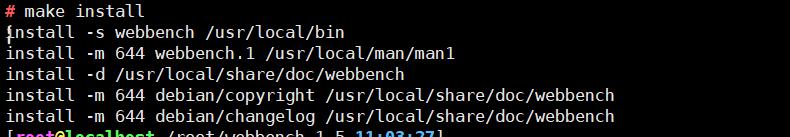 # make install
install -s webbench /usr/local/bin
install -m 644 webbench.1 /usr/local/man/man1
install -d /usr/local/share/doc/webbench
install -m 644 debian/copyright /usr/local/share/doc/webbench
install -m 644 debian/changelog /usr/local/share/doc/webbench
[root@localhost /root/webbench-1.5 11:03:27]